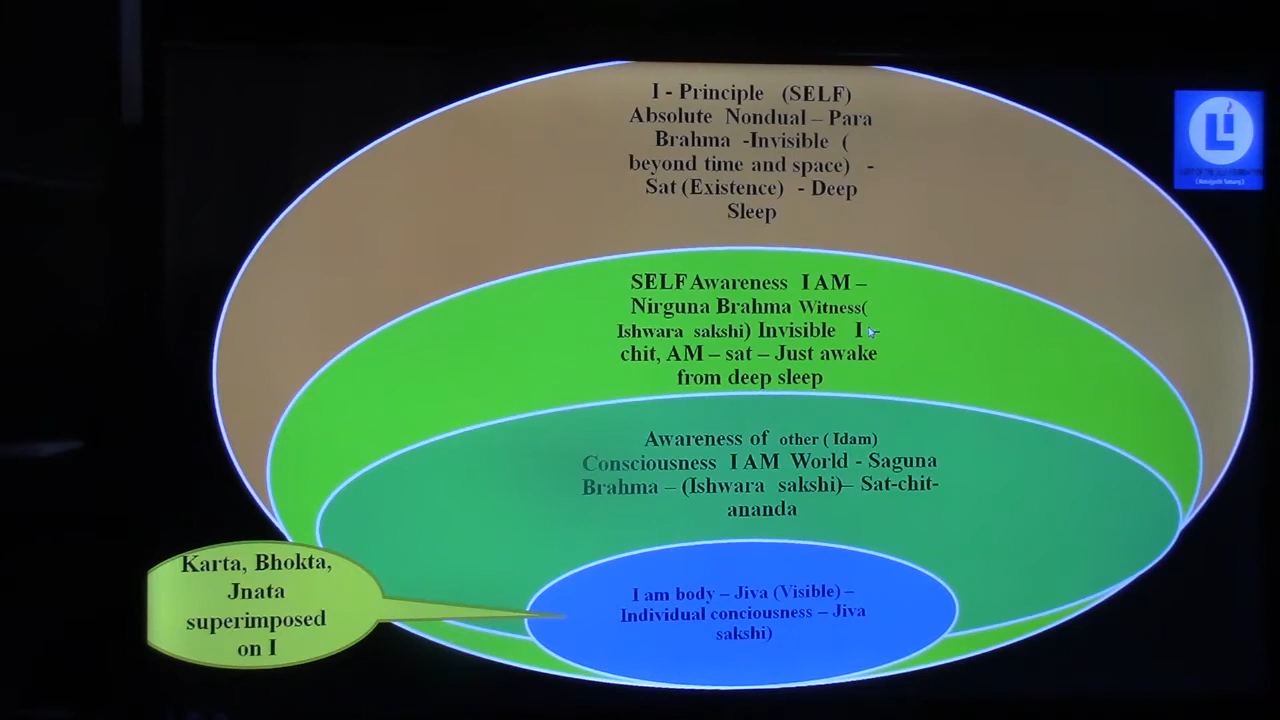 I - Principle (SELF)
Absolute Nondual – Para
Brahma -Invisible (
beyond time and space) -
Sat (Existence) - Deep
Sleep
SELF Awareness I AM –
Nirguna Brahma Witness(
Ishwara sakshi) Invisible I –
chit, AM – sat – Just awake
from deep sleep
Awareness of other ( Idam)
Consciousness I AM World - Saguna
Brahma – (Ishwara sakshi)– Sat-chit-
ananda
I am body – Jiva (Visible) –
Individual conciousness – Jiva
sakshi)
Karta, Bhokta,
Jnata
superimposed
on I